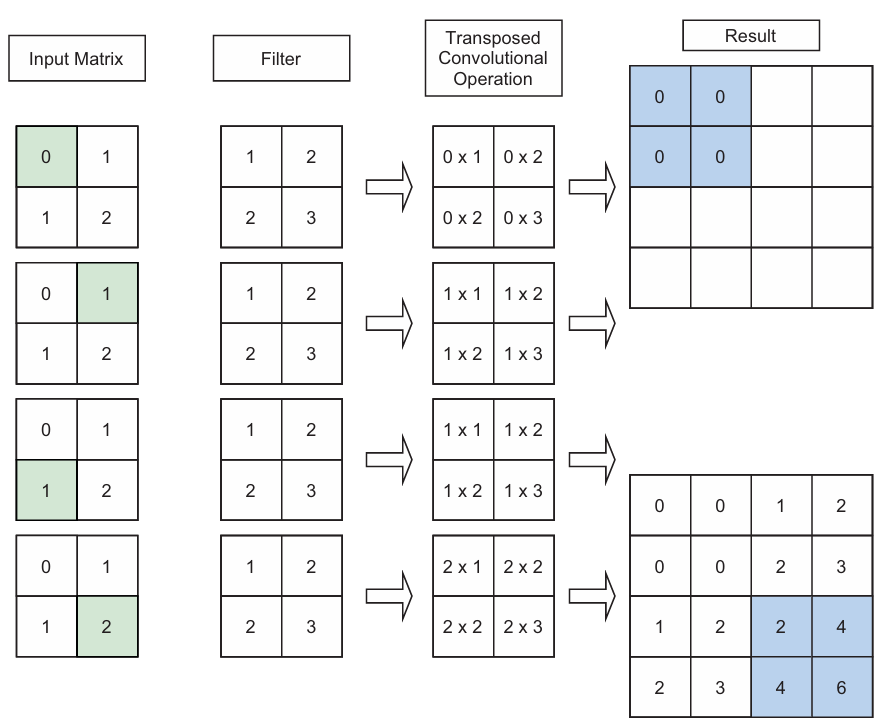 Input Matrix
Filter
Transposed
Convolutional
Operation
Result
0 0
0 1
1 2
0 x 1 0 x 2
0 0
1 2
2 3
0 x 2 0 x 3
0 1
1 2
1 x 1 1 x 2
1 2
2 3
1 x 2 1 x 3
0 1
1 2
1 x 1 1 x 2
1 2
2 3
1 x 2 1 x 3
0 0 1 2
0 1
1 2
2 x 1 2 x 2
0 0 2 3
1 2
2 3
2 x 2 2 x 3
1 2 2 4
2 3 4 6